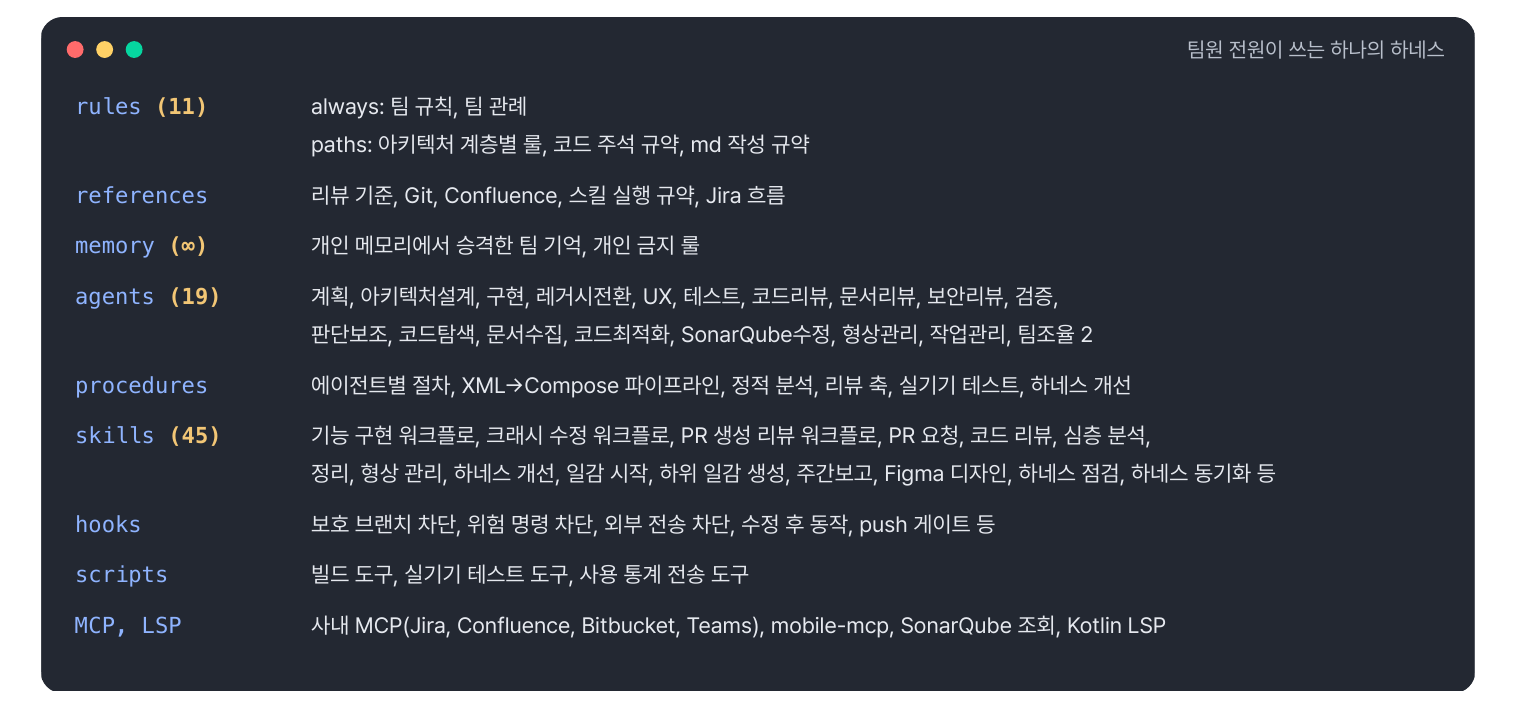 팀원 전원이 쓰는 하나의 하네스
rules (11) always: 팀 규칙, 팀 관례
paths: 아키텍처 계층별 룰, 코드 주석 규약, md 작성 규약
references 리뷰 기준, Git, Confluence, 스킬 실행 규약, Jira 흐름
memory (∞) 개인 메모리에서 승격한 팀 기억, 개인 금지 룰
agents (19) 계획, 아키텍처설계, 구현, 레거시전환, UX, 테스트, 코드리뷰, 문서리뷰, 보안리뷰, 검증,
판단보조, 코드탐색, 문서수집, 코드최적화, SonarQube수정, 형상관리, 작업관리, 팀조율 2
procedures 에이전트별 절차, XML→Compose 파이프라인, 정적 분석, 리뷰 축, 실기기 테스트, 하네스 개선
skills (45) 기능 구현 워크플로, 크래시 수정 워크플로, PR 생성 리뷰 워크플로, PR 요청, 코드 리뷰, 심층 분석,
정리, 형상 관리, 하네스 개선, 일감 시작, 하위 일감 생성, 주간보고, Figma 디자인, 하네스 점검, 하네스 동기화 등
hooks 보호 브랜치 차단, 위험 명령 차단, 외부 전송 차단, 수정 후 동작, push 게이트 등
scripts 빌드 도구, 실기기 테스트 도구, 사용 통계 전송 도구
MCP, LSP 사내 MCP(Jira, Confluence, Bitbucket, Teams), mobile-mcp, SonarQube 조회, Kotlin LSP